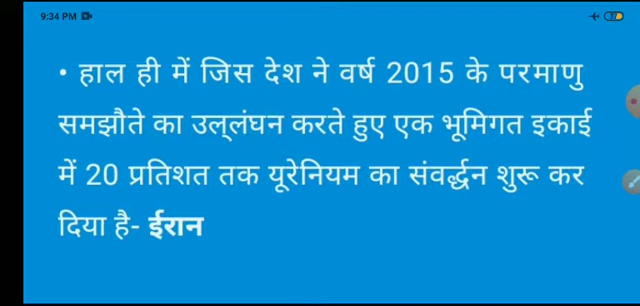 9:34 PM
37
• हाल ही में जिस देश ने वर्ष 2015 के परमाणु
समझौते का उल्लंघन करते हुए एक भूमिगत इकाई
में 20 प्रतिशत तक यूरेनियम का संवर्द्धन शुरू कर
दिया है- ईरान